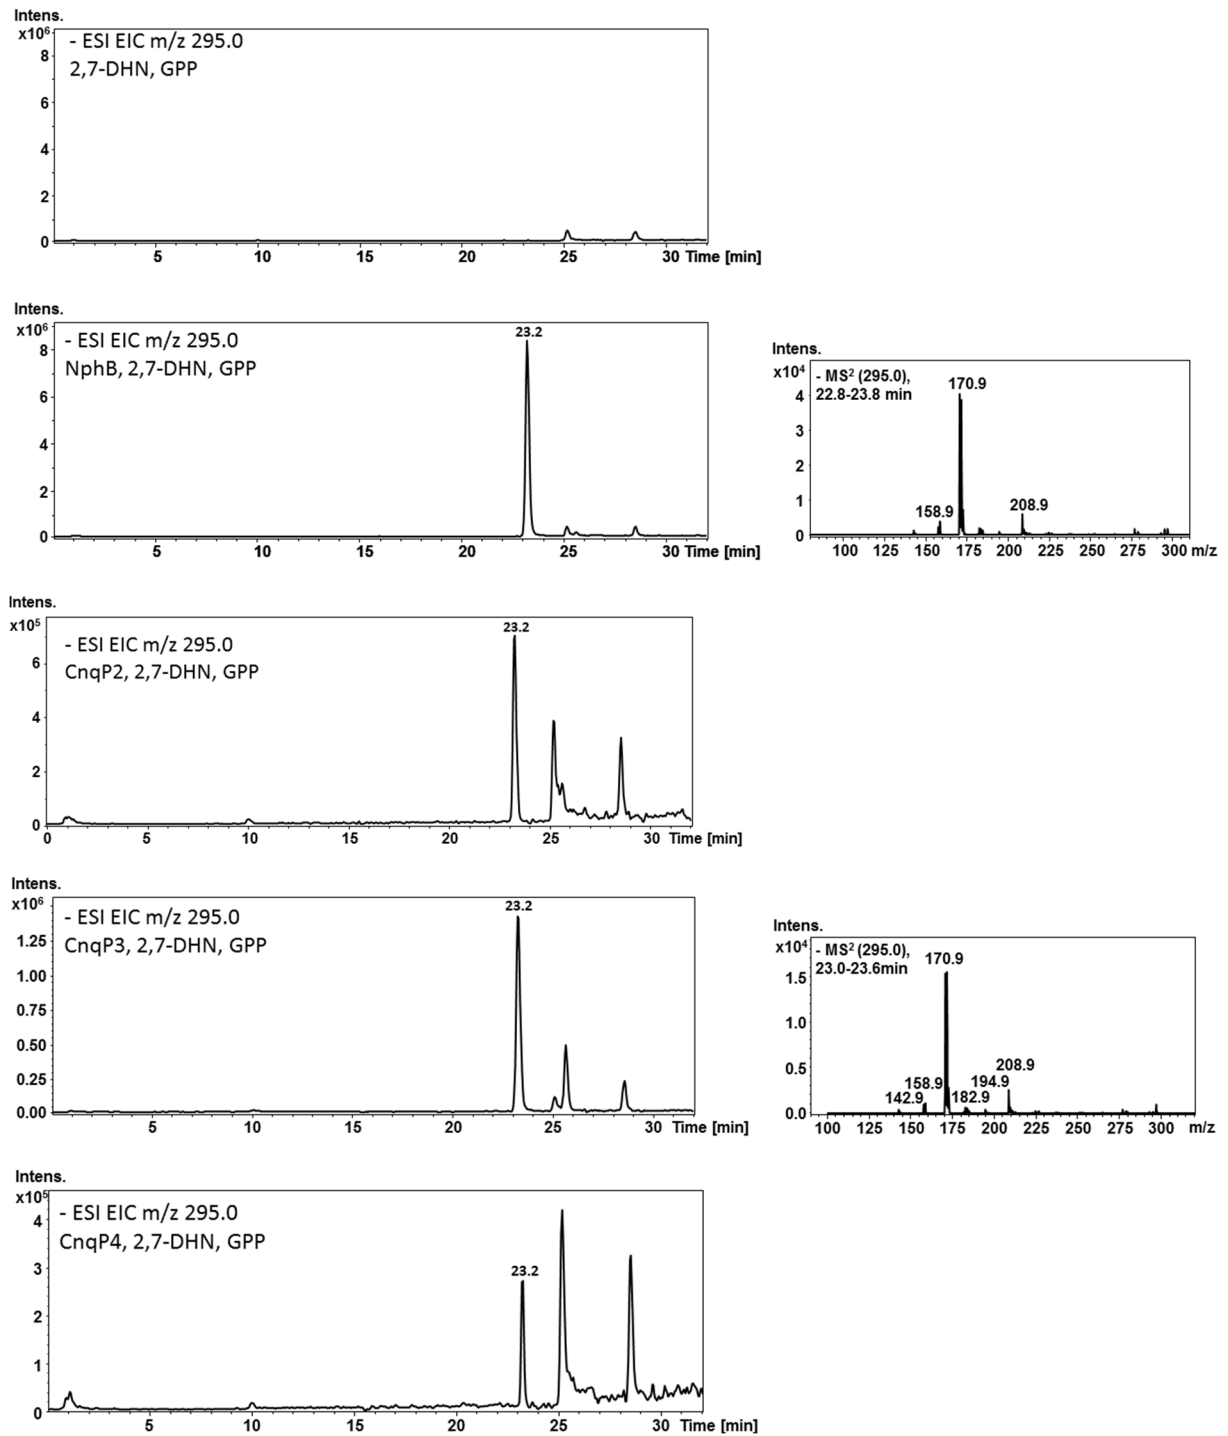 Intens.
x10⁶
- ESI EIC m/z 295.0
2,7-DHN, GPP
8
6
4
2
0
5 10 15 20 25 30 Time [min]
Intens.
x10⁶
- ESI EIC m/z 295.0
NphB, 2,7-DHN, GPP
23.2
8
6
4
2
0
5 10 15 20 25 30 Time [min]
Intens.
x10⁴
- MS² (295.0),
22.8-23.8 min
170.9
158.9
208.9
4
3
2
1
0
100 125 150 175 200 225 250 275 300 m/z
Intens.
x10⁵
- ESI EIC m/z 295.0
CnqP2, 2,7-DHN, GPP
23.2
6
4
2
0
0 5 10 15 20 25 30 Time [min]
Intens.
x10⁶
- ESI EIC m/z 295.0
CnqP3, 2,7-DHN, GPP
23.2
1.25
1.00
0.75
0.50
0.25
0.00
5 10 15 20 25 30 Time [min]
Intens.
x10⁴
- MS² (295.0),
23.0-23.6min
170.9
208.9
158.9 194.9
142.9 182.9
1.5
1.0
0.5
0.0
100 125 150 175 200 225 250 275 300 m/z
Intens.
x10⁵
- ESI EIC m/z 295.0
CnqP4, 2,7-DHN, GPP
23.2
4
3
2
1
0
5 10 15 20 25 30 Time [min]